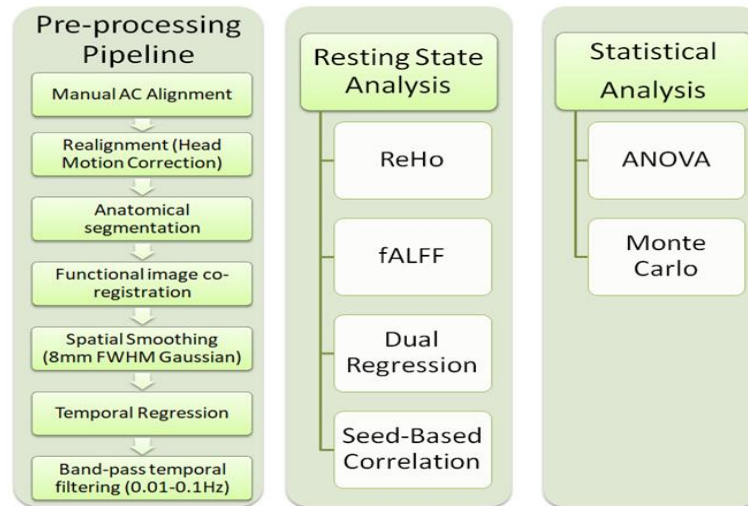 Pre-processing
Pipeline
Manual AC Alignment
Realignment (Head
Motion Correction)
Anatomical
segmentation
Functional image co-
registration
Spatial Smoothing
(8mm FWHM Gaussian)
Temporal Regression
Band-pass temporal
filtering (0.01-0.1Hz)
Resting State
Analysis
ReHo
fALFF
Dual
Regression
Seed-Based
Correlation
Statistical
Analysis
ANOVA
Monte
Carlo